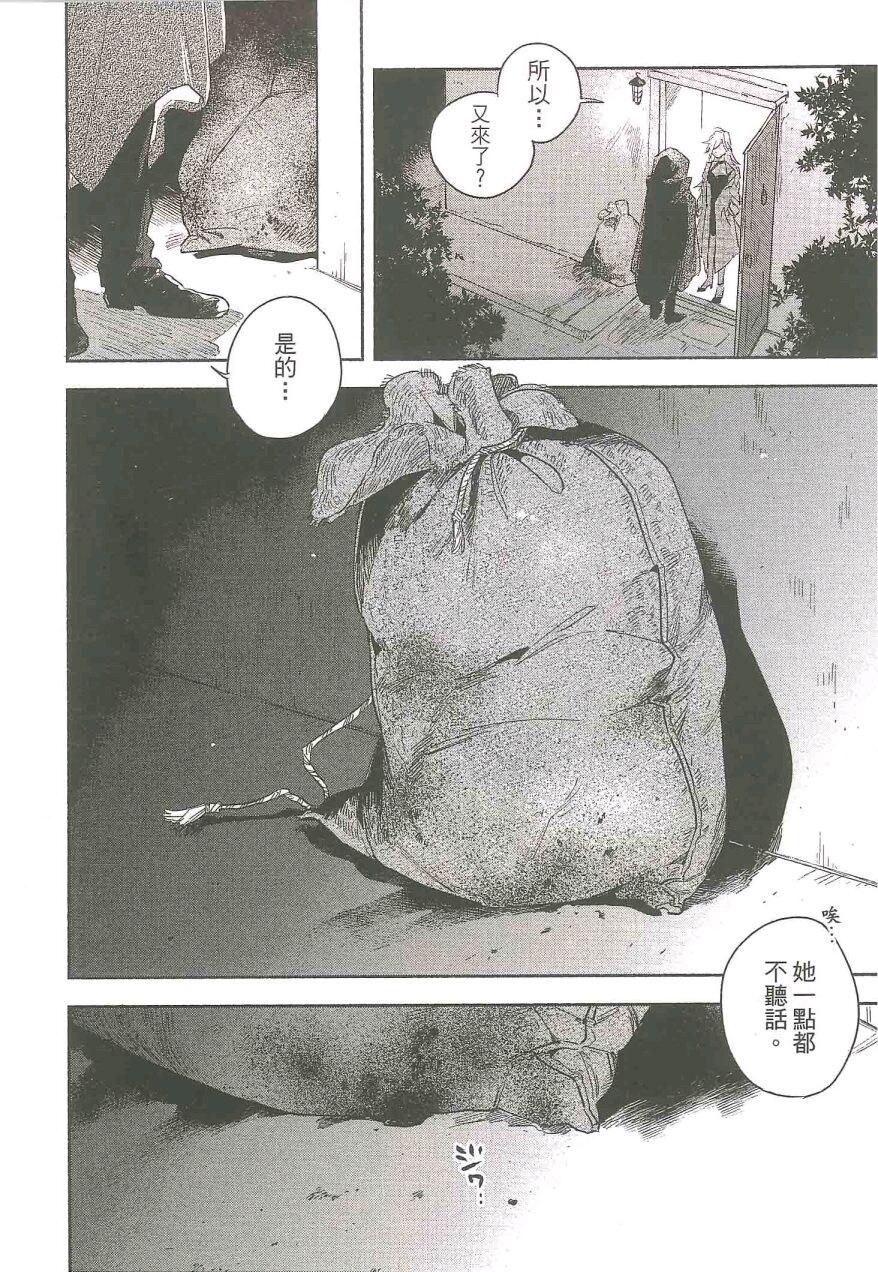 所以…
又來了？
是的…
唉…
她一點都
不聽話。
ジワ…